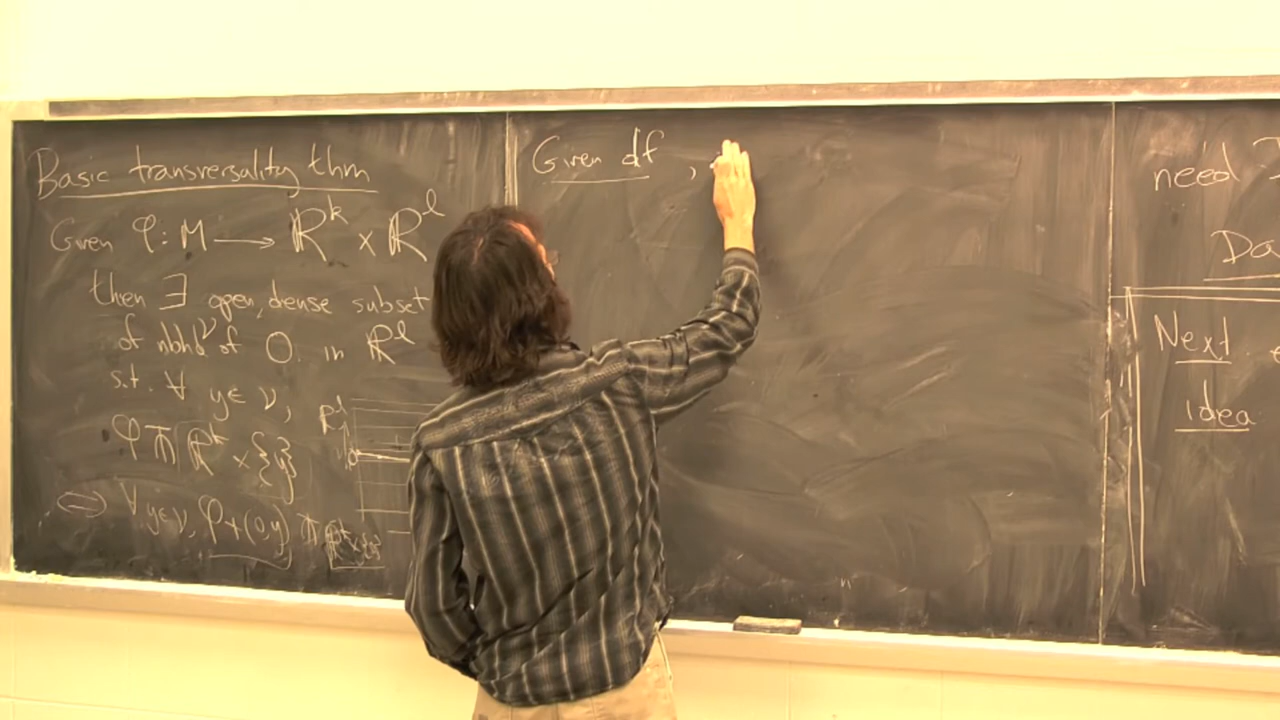 Basic transversality thm
Given φ: M → ℝᵏ × ℝˡ
then ∃ open, dense subset
of nbhd ν of 0 in ℝˡ
s.t. ∀ y ∈ ν,
φ ⋔ ℝᵏ × {y}
⇔ ∀ y ∈ ν, φ + (0,y) ⋔ ℝᵏ × {0}
ℝˡ
Given df ,
need
Next
idea